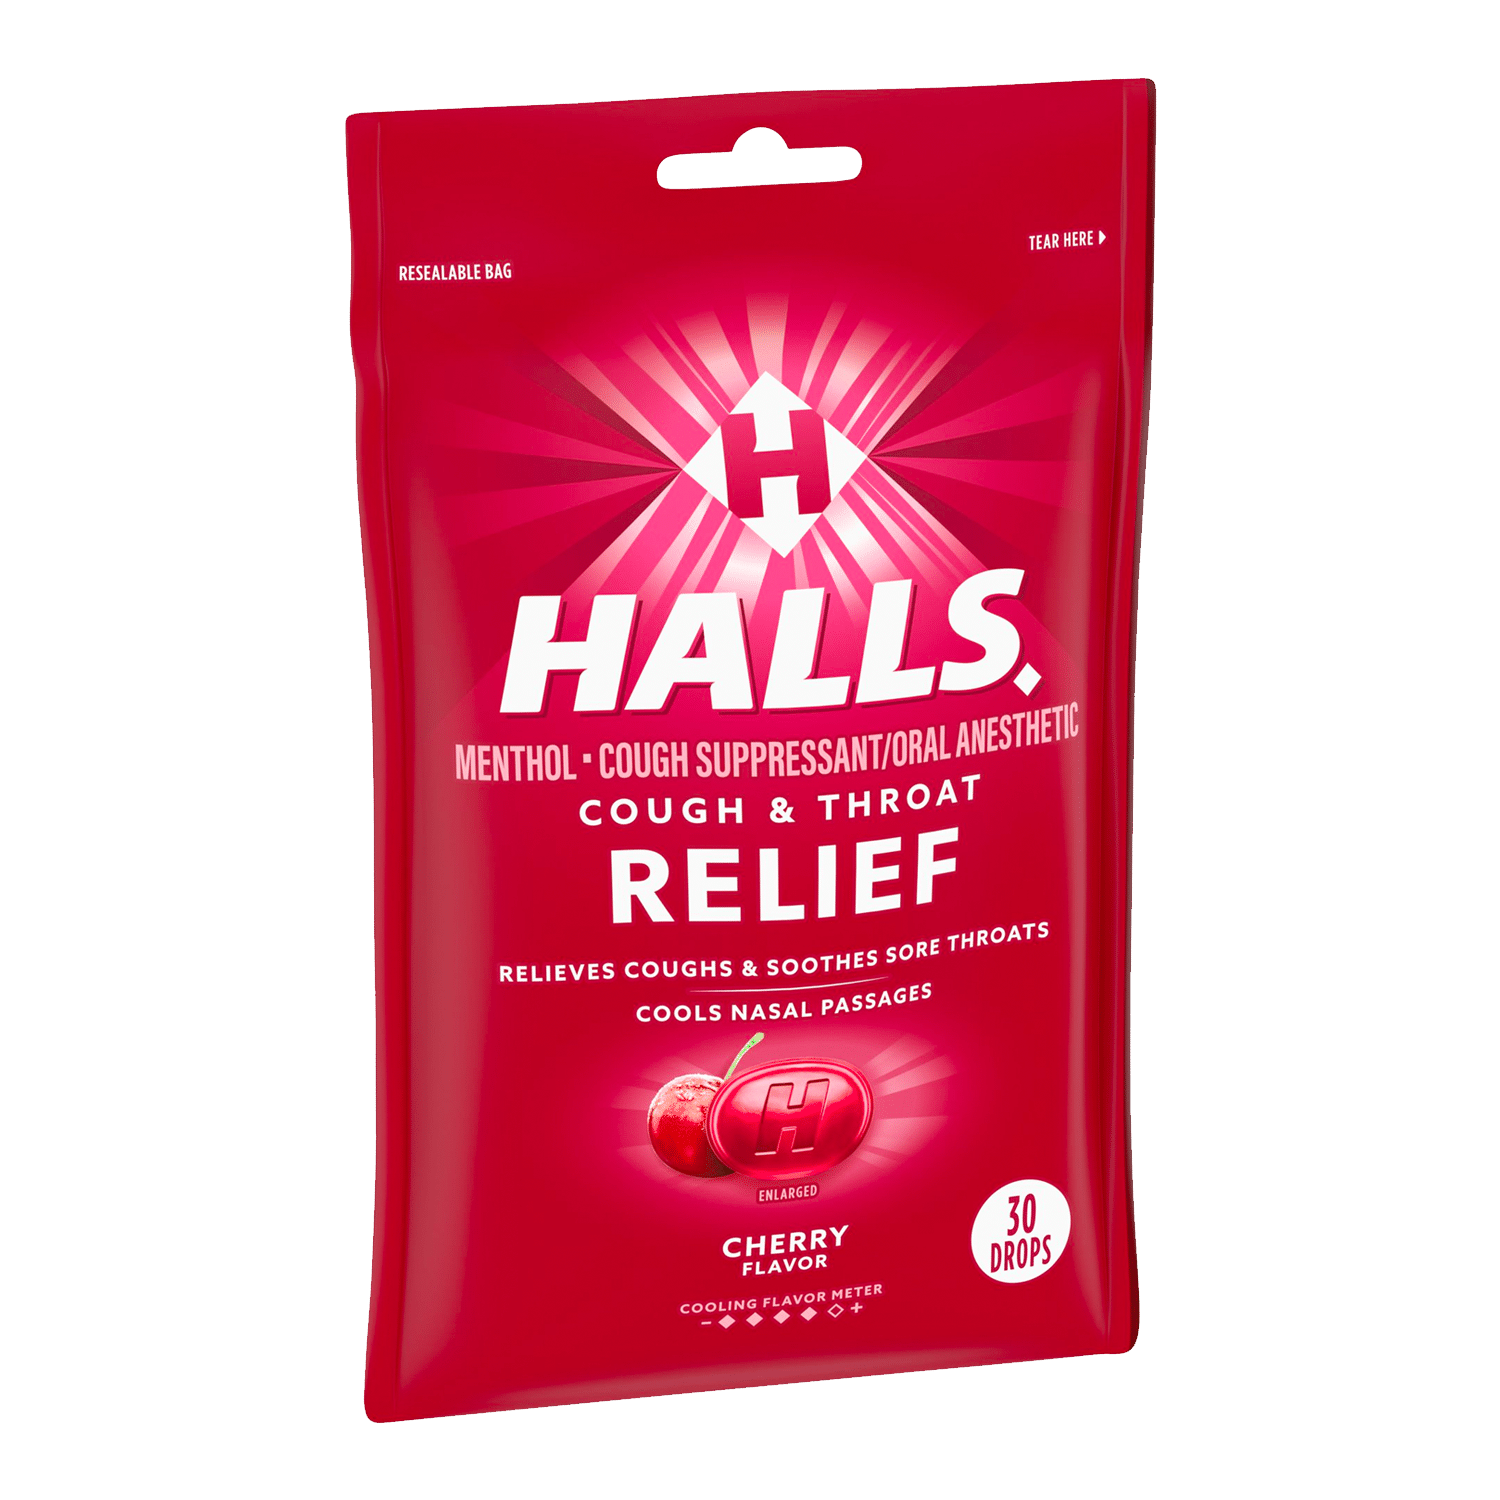 RESEALABLE BAG
TEAR HERE
H
HALLS
MENTHOL · COUGH SUPPRESSANT/ORAL ANESTHETIC
COUGH & THROAT
RELIEF
RELIEVES COUGHS & SOOTHES SORE THROATS
COOLS NASAL PASSAGES
H
ENLARGED
CHERRY
FLAVOR
30
DROPS
COOLING FLAVOR METER
- +